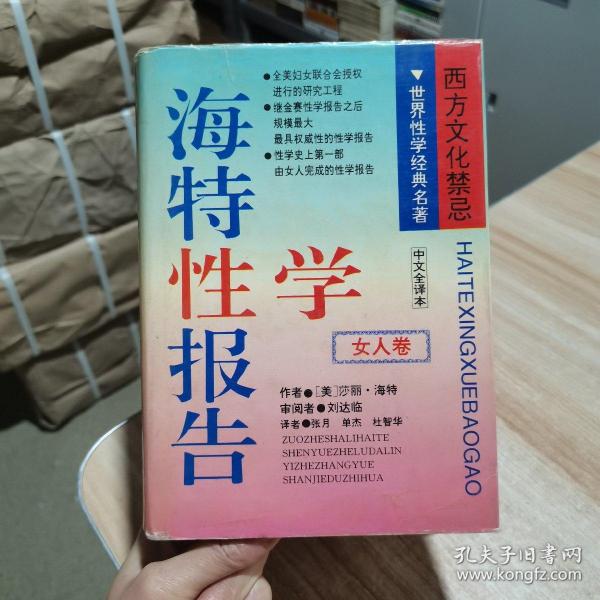 西方文化禁忌
▼世界性学经典名著
中文全译本
HAITEXINGXUEBAOGAO
●全美妇女联合会授权
进行的研究工程
●继金赛性学报告之后
规模最大
最具权威性的性学报告
●性学史上第一部
由女人完成的性学报告
海特性学报告
女人卷
作者●[美]莎丽·海特
审阅者●刘达临
译者●张月 单杰 杜智华
ZUOZHESHALIHAITE
SHENYUEZHELUDALIN
YIZHEZHANGYUE
SHANJIEDUZHIHUA
孔夫子旧书网
www.kongfz.com